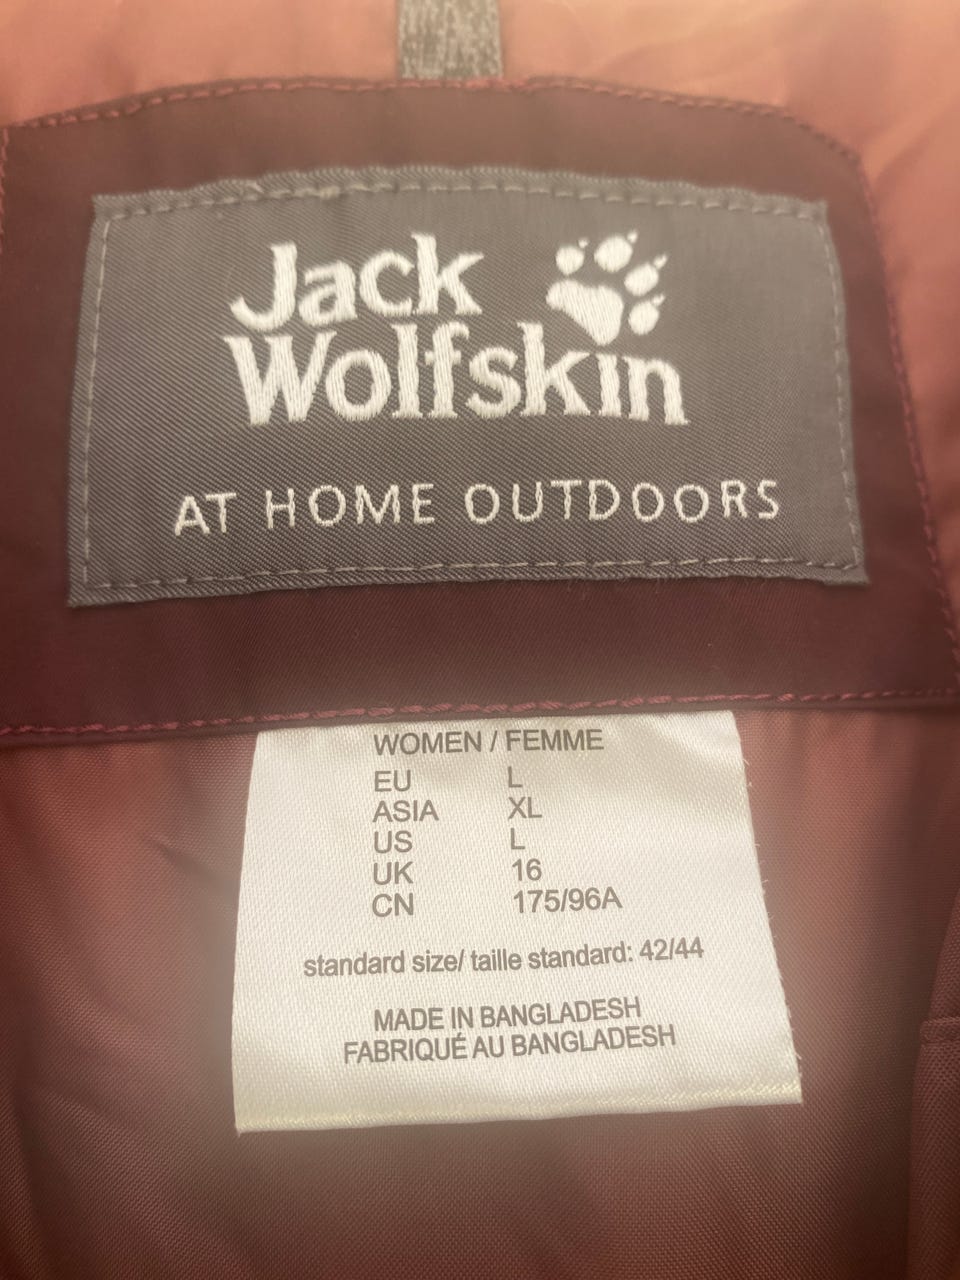 Jack
Wolfskin
AT HOME OUTDOORS
WOMEN / FEMME
EU L
ASIA XL
US L
UK 16
CN 175/96A
standard size/ taille standard: 42/44
MADE IN BANGLADESH
FABRIQUÉ AU BANGLADESH